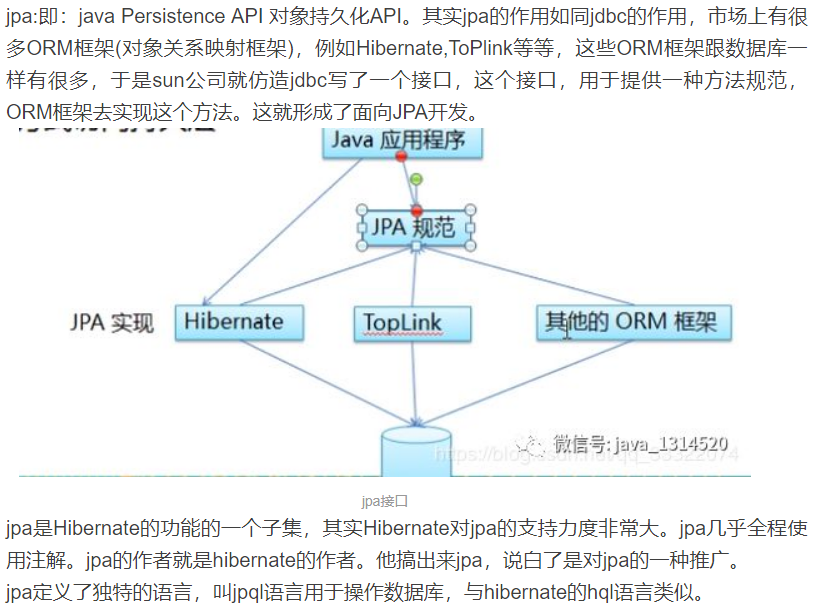 jpa:即：java Persistence API 对象持久化API。其实jpa的作用如同jdbc的作用，市场上有很
多ORM框架(对象关系映射框架)，例如Hibernate,ToPlink等等，这些ORM框架跟数据库一
样有很多，于是sun公司就仿造jdbc写了一个接口，这个接口，用于提供一种方法规范，
ORM框架去实现这个方法。这就形成了面向JPA开发。
Java 应用程序
JPA 规范
JPA 实现
Hibernate
TopLink
其他的 ORM 框架
微信号: java_1314520
jpa接口
jpa是Hibernate的功能的一个子集，其实Hibernate对jpa的支持力度非常大。jpa几乎全程使
用注解。jpa的作者就是hibernate的作者。他搞出来jpa，说白了是对jpa的一种推广。
jpa定义了独特的语言，叫jpql语言用于操作数据库，与hibernate的hql语言类似。